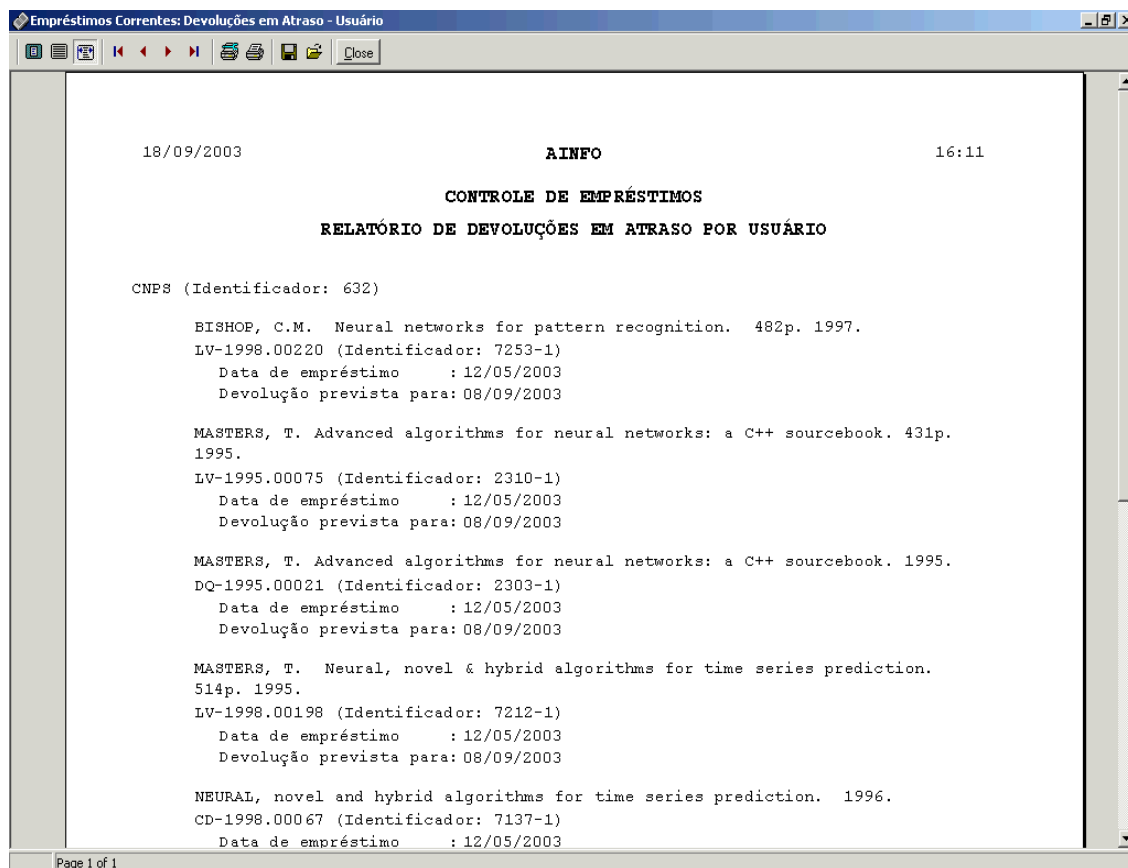 Empréstimos Correntes: Devoluções em Atraso - Usuário
Close
18/09/2003 AINFO 16:11
CONTROLE DE EMPRÉSTIMOS
RELATÓRIO DE DEVOLUÇÕES EM ATRASO POR USUÁRIO
CNPS (Identificador: 632)
BISHOP, C.M. Neural networks for pattern recognition. 482p. 1997.
LV-1998.00220 (Identificador: 7253-1)
Data de empréstimo : 12/05/2003
Devolução prevista para: 08/09/2003
MASTERS, T. Advanced algorithms for neural networks: a C++ sourcebook. 431p.
1995.
LV-1995.00075 (Identificador: 2310-1)
Data de empréstimo : 12/05/2003
Devolução prevista para: 08/09/2003
MASTERS, T. Advanced algorithms for neural networks: a C++ sourcebook. 1995.
DQ-1995.00021 (Identificador: 2303-1)
Data de empréstimo : 12/05/2003
Devolução prevista para: 08/09/2003
MASTERS, T. Neural, novel & hybrid algorithms for time series prediction.
514p. 1995.
LV-1998.00198 (Identificador: 7212-1)
Data de empréstimo : 12/05/2003
Devolução prevista para: 08/09/2003
NEURAL, novel and hybrid algorithms for time series prediction. 1996.
CD-1998.00067 (Identificador: 7137-1)
Data de empréstimo : 12/05/2003
Page 1 of 1